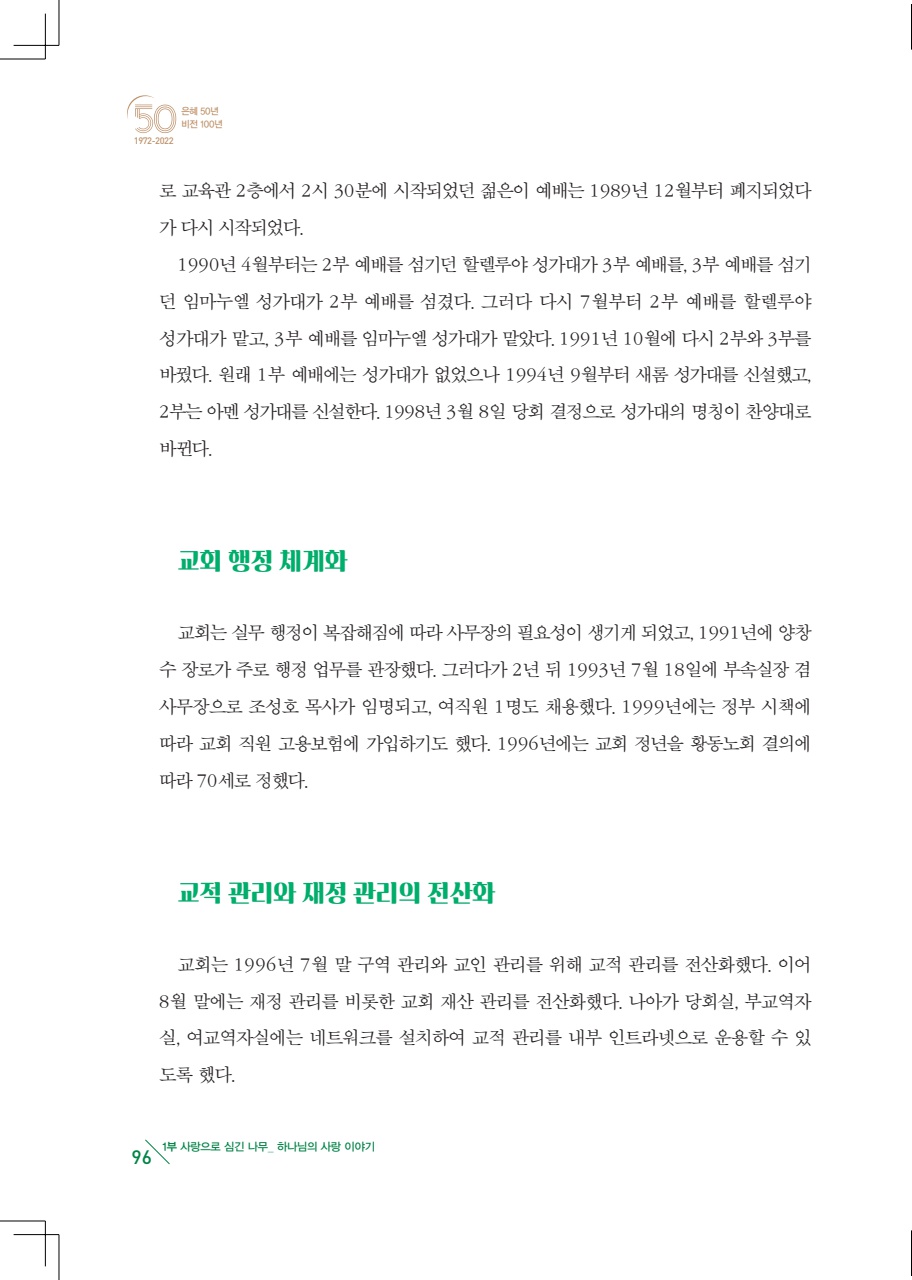 50
은혜 50년
비전 100년
1972-2022
로 교육관 2층에서 2시 30분에 시작되었던 젊은이 예배는 1989년 12월부터 폐지되었다
가 다시 시작되었다.
1990년 4월부터는 2부 예배를 섬기던 할렐루야 성가대가 3부 예배를, 3부 예배를 섬기
던 임마누엘 성가대가 2부 예배를 섬겼다. 그러다 다시 7월부터 2부 예배를 할렐루야
성가대가 맡고, 3부 예배를 임마누엘 성가대가 맡았다. 1991년 10월에 다시 2부와 3부를
바꿨다. 원래 1부 예배에는 성가대가 없었으나 1994년 9월부터 새롬 성가대를 신설했고,
2부는 아멘 성가대를 신설한다. 1998년 3월 8일 당회 결정으로 성가대의 명칭이 찬양대로
바뀐다.
교회 행정 체계화
교회는 실무 행정이 복잡해짐에 따라 사무장의 필요성이 생기게 되었고, 1991년에 양창
수 장로가 주로 행정 업무를 관장했다. 그러다가 2년 뒤 1993년 7월 18일에 부속실장 겸
사무장으로 조성호 목사가 임명되고, 여직원 1명도 채용했다. 1999년에는 정부 시책에
따라 교회 직원 고용보험에 가입하기도 했다. 1996년에는 교회 정년을 황동노회 결의에
따라 70세로 정했다.
교적 관리와 재정 관리의 전산화
교회는 1996년 7월 말 구역 관리와 교인 관리를 위해 교적 관리를 전산화했다. 이어
8월 말에는 재정 관리를 비롯한 교회 재산 관리를 전산화했다. 나아가 당회실, 부교역자
실, 여교역자실에는 네트워크를 설치하여 교적 관리를 내부 인트라넷으로 운용할 수 있
도록 했다.
96 1부 사랑으로 심긴 나무_ 하나님의 사랑 이야기